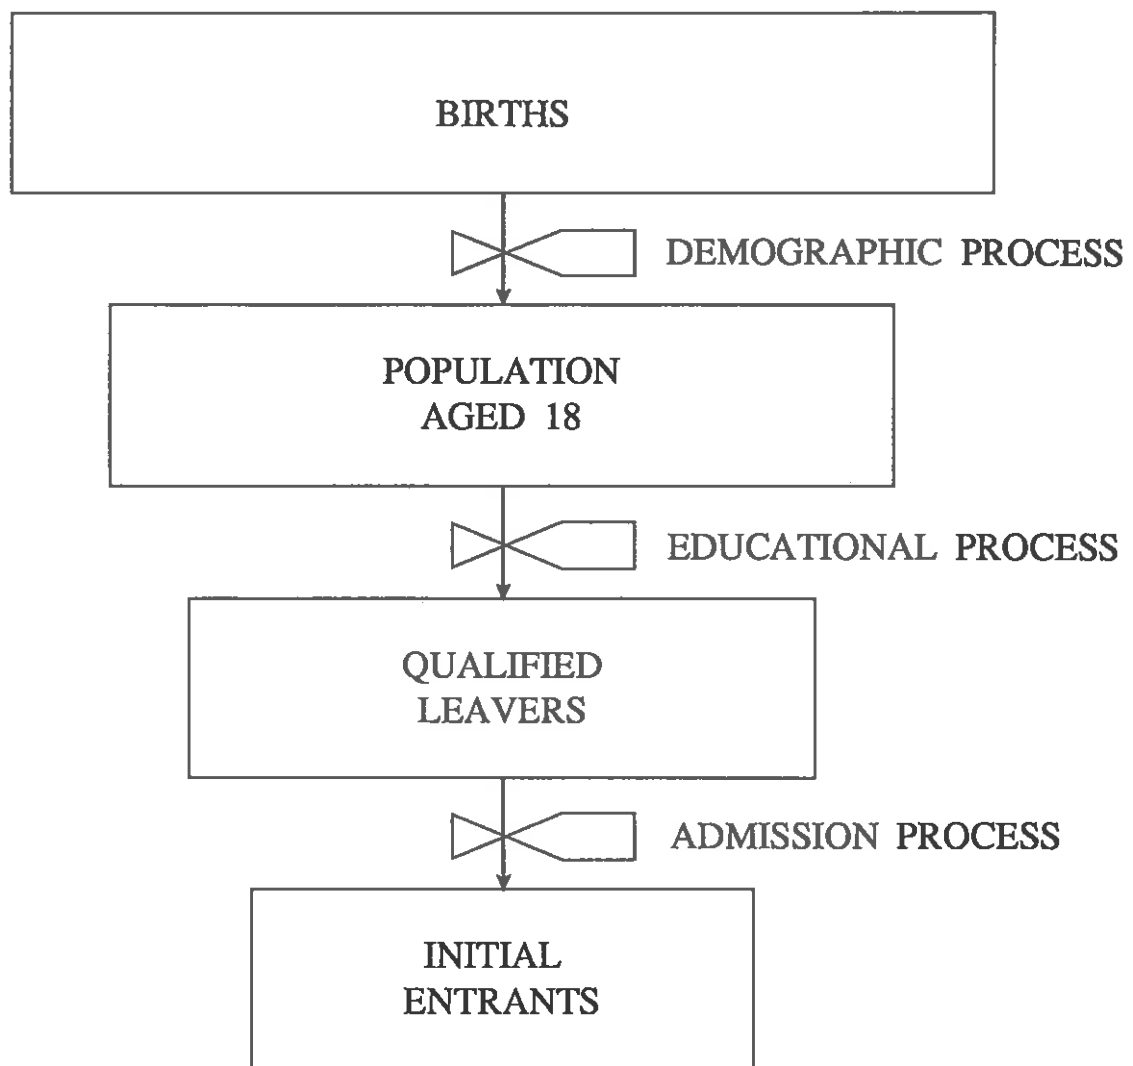 BIRTHS
DEMOGRAPHIC PROCESS
POPULATION
AGED 18
EDUCATIONAL PROCESS
QUALIFIED
LEAVERS
ADMISSION PROCESS
INITIAL
ENTRANTS